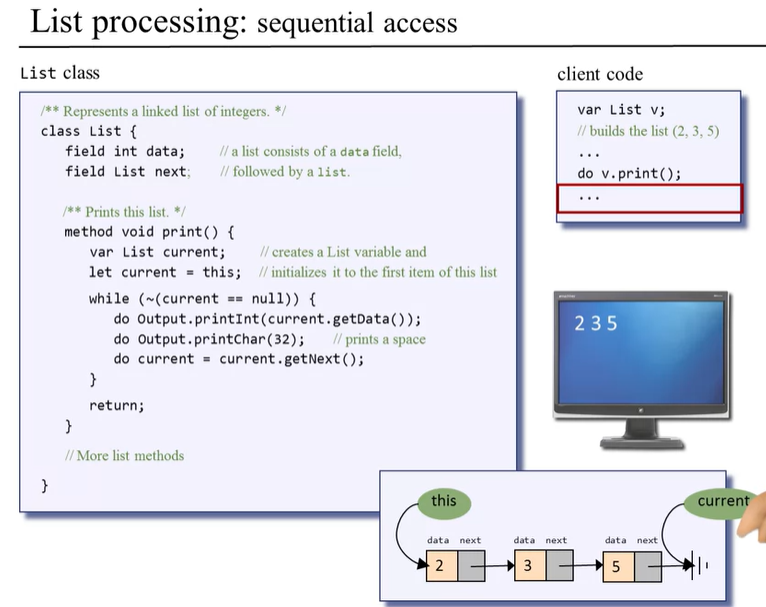 List processing: sequential access
List class
/** Represents a linked list of integers. */
class List {
field int data; // a list consists of a data field,
field List next; // followed by a list.
/** Prints this list. */
method void print() {
var List current; // creates a List variable and
let current = this; // initializes it to the first item of this list
while (~(current == null)) {
do Output.printInt(current.getData());
do Output.printChar(32); // prints a space
do current = current.getNext();
}
return;
}
// More list methods
}
client code
var List v;
// builds the list (2, 3, 5)
...
do v.print();
...
2 3 5
this
current
data next data next data next
2 3 5